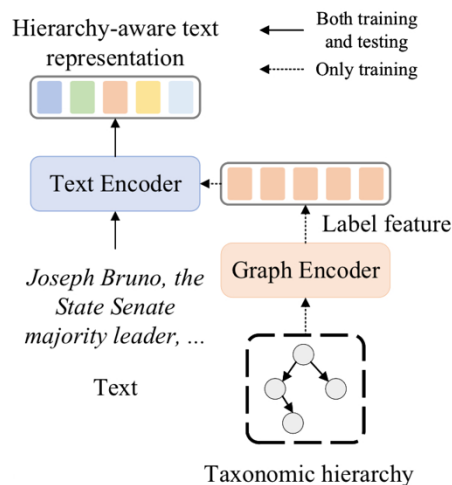 Hierarchy-aware text
representation
Both training
and testing
Only training
Text Encoder
Label feature
Graph Encoder
Joseph Bruno, the
State Senate
majority leader, ...
Text
Taxonomic hierarchy